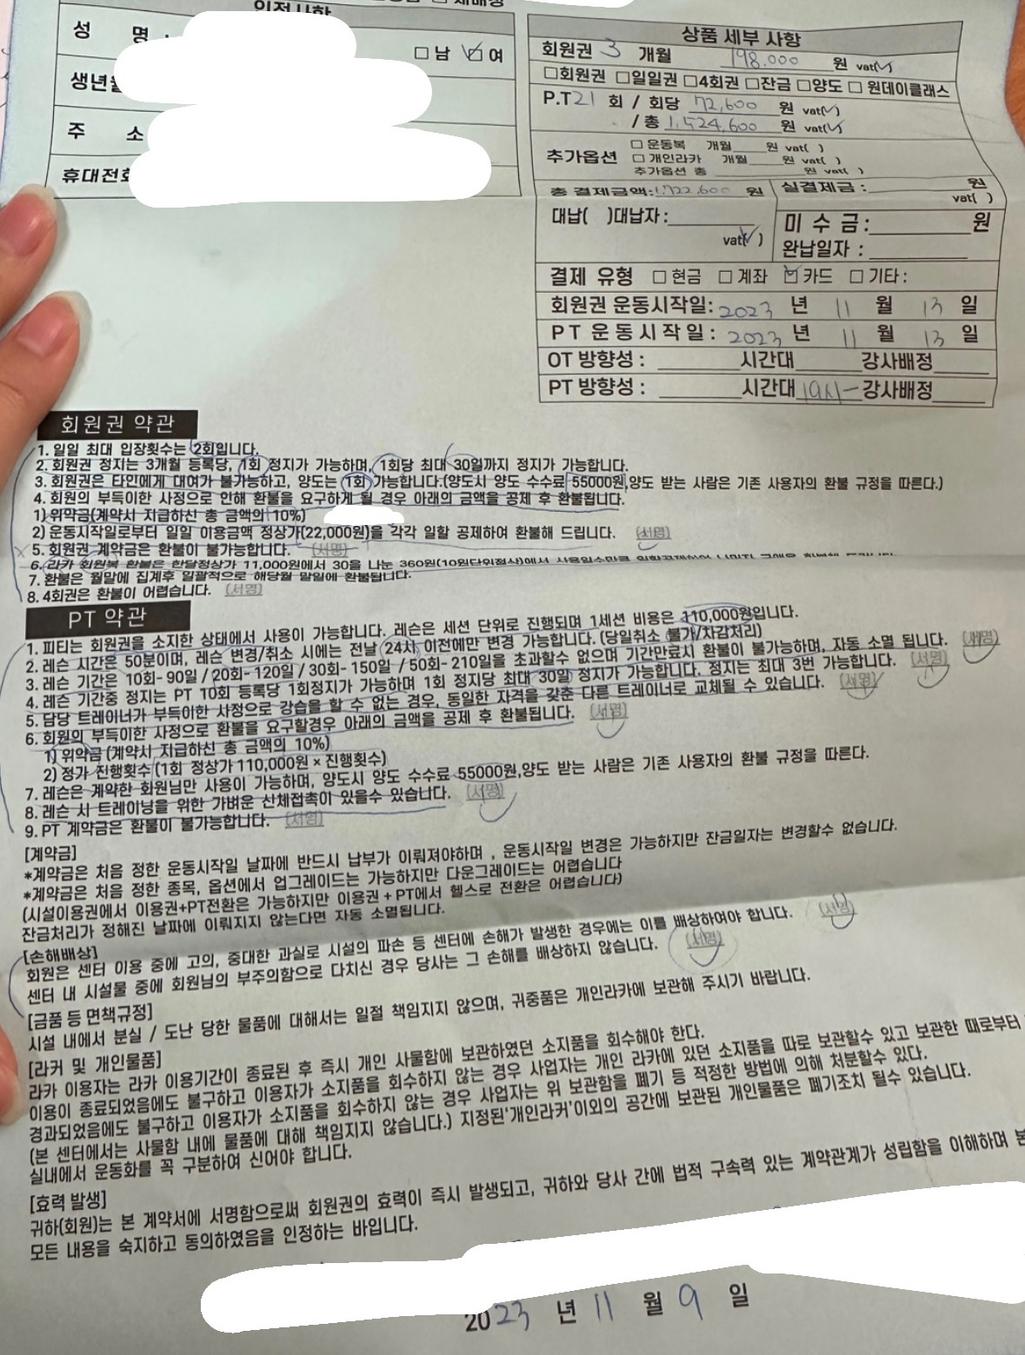 인적사항
성 명 :
□ 남 ☑ 여
생년월
주 소
휴대전화
상품 세부 사항
회원권 3 개월 198.000 원 vat(✓)
□회원권 □일일권 □4회권 □잔금 □양도 □ 원데이클래스
P.T 21 회 / 회당 72,600 원 vat(✓)
/ 총 1,524,600 원 vat(✓)
추가옵션
□ 운동복 개월 원 vat( )
□ 개인라카 개월 원 vat( )
추가옵션 총 원 vat( )
총 결제금액: 1,722,600 원
실결제금 : 원
vat( )
대납( )대납자 :
vat(✓)
미 수 금 : 원
완납일자 :
결제 유형 □ 현금 □ 계좌 ☑ 카드 □ 기타 :
회원권 운동시작일: 2023 년 11 월 13 일
PT 운동시작일 : 2023 년 11 월 13 일
OT 방향성 : 시간대 강사배정
PT 방향성 : 시간대 19시- 강사배정
회원권 약관
1. 일일 최대 입장횟수는 2회입니다.
2. 회원권 정지는 3개월 등록당, 1회 정지가 가능하며, 1회당 최대 30일까지 정지가 가능합니다.
3. 회원권은 타인에게 대여가 불가능하고, 양도는 1회 가능합니다.(양도시 양도 수수료 55000원,양도 받는 사람은 기존 사용자의 환불 규정을 따른다.)
4. 회원의 부득이한 사정으로 인해 환불을 요구하게 될 경우 아래의 금액을 공제 후 환불됩니다.
1) 위약금(계약시 지급하신 총 금액의 10%)
2) 운동시작일로부터 일일 이용금액 정상가(22,000원)을 각각 일할 공제하여 환불해 드립니다. (서명)
5. 회원권 계약금은 환불이 불가능합니다. (서명)
6. 라카 회원복 환불은 한달정상가 11,000원에서 30을 나눈 360원(10원단위절상)에서
7. 환불은 월말에 집계후 일괄적으로 해당월 말일에 환불됩니다.
8. 4회권은 환불이 어렵습니다. (서명)
PT 약관
1. 피티는 회원권을 소지한 상태에서 사용이 가능합니다. 레슨은 세션 단위로 진행되며 1세션 비용은 110,000원입니다.
2. 레슨 시간은 50분이며, 레슨 변경/취소 시에는 전날 24시 이전에만 변경 가능합니다.(당일취소 불가/차감처리)
3. 레슨 기간은 10회- 90일 / 20회- 120일 / 30회- 150일 / 50회- 210일을 초과할수 없으며 기간만료시 환불이 불가능하며, 자동 소멸 됩니다. (서명)
4. 레슨 기간중 정지는 PT 10회 등록당 1회정지가 가능하며 1회 정지당 최대 30일 정지가 가능합니다. 정지는 최대 3번 가능합니다. (서명)
5. 담당 트레이너가 부득이한 사정으로 강습을 할 수 없는 경우, 동일한 자격을 갖춘 다른 트레이너로 교체될 수 있습니다. (서명)
6. 회원의 부득이한 사정으로 환불을 요구할경우 아래의 금액을 공제 후 환불됩니다. (서명)
1) 위약금 (계약시 지급하신 총 금액의 10%)
2) 정가 진행횟수 (1회 정상가 110,000원 × 진행횟수)
7. 레슨은 계약한 회원님만 사용이 가능하며, 양도시 양도 수수료 55000원,양도 받는 사람은 기존 사용자의 환불 규정을 따른다.
8. 레슨 시 트레이닝을 위한 가벼운 신체접촉이 있을수 있습니다. (서명)
9. PT 계약금은 환불이 불가능합니다. (서명)
[계약금]
*계약금은 처음 정한 운동시작일 날짜에 반드시 납부가 이뤄져야하며 , 운동시작일 변경은 가능하지만 잔금일자는 변경할수 없습니다.
*계약금은 처음 정한 종목, 옵션에서 업그레이드는 가능하지만 다운그레이드는 어렵습니다
(시설이용권에서 이용권+PT전환은 가능하지만 이용권 + PT에서 헬스로 전환은 어렵습니다)
잔금처리가 정해진 날짜에 이뤄지지 않는다면 자동 소멸됩니다.
[손해배상]
회원은 센터 이용 중에 고의, 중대한 과실로 시설의 파손 등 센터에 손해가 발생한 경우에는 이를 배상하여야 합니다. (서명)
센터 내 시설물 중에 회원님의 부주의함으로 다치신 경우 당사는 그 손해를 배상하지 않습니다. (서명)
[금품 등 면책규정]
시설 내에서 분실 / 도난 당한 물품에 대해서는 일절 책임지지 않으며, 귀중품은 개인라카에 보관해 주시기 바랍니다.
[라커 및 개인물품]
라카 이용자는 라카 이용기간이 종료된 후 즉시 개인 사물함에 보관하였던 소지품을 회수해야 한다.
이용이 종료되었음에도 불구하고 이용자가 소지품을 회수하지 않는 경우 사업자는 개인 라카에 있던 소지품을 따로 보관할수 있고 보관한 때로부터
경과되었음에도 불구하고 이용자가 소지품을 회수하지 않는 경우 사업자는 위 보관함을 폐기 등 적정한 방법에 의해 처분할수 있다.
(본 센터에서는 사물함 내에 물품에 대해 책임지지 않습니다.) 지정된'개인라커'이외의 공간에 보관된 개인물품은 폐기조치 될수 있습니다.
실내에서 운동화를 꼭 구분하여 신어야 합니다.
[효력 발생]
귀하(회원)는 본 계약서에 서명함으로써 회원권의 효력이 즉시 발생되고, 귀하와 당사 간에 법적 구속력 있는 계약관계가 성립함을 이해하며 본
모든 내용을 숙지하고 동의하였음을 인정하는 바입니다.
2023 년 11 월 9 일